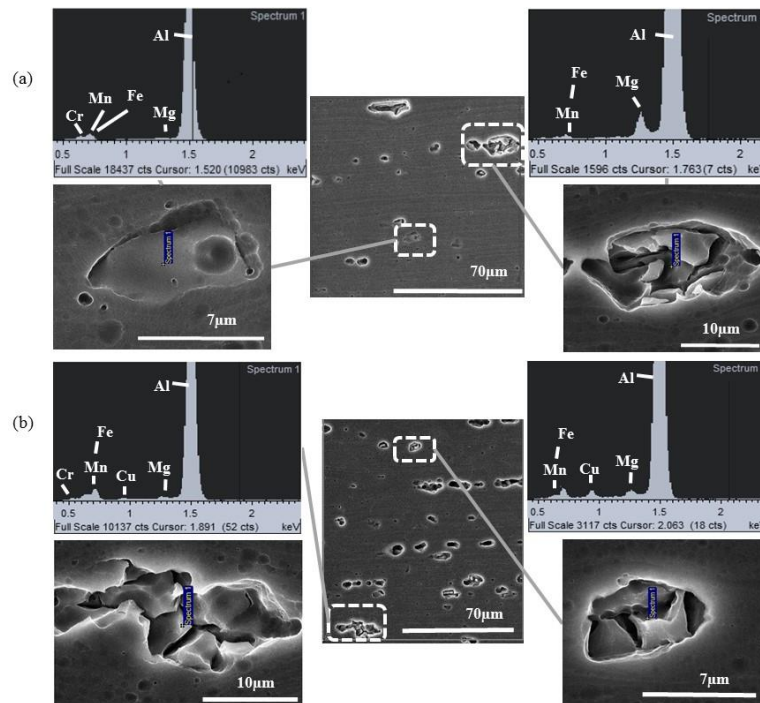 (a)
Spectrum 1
Al
Cr
Mn
Fe
Mg
0.5 1 1.5 2
Full Scale 18437 cts Cursor: 1.520 (10983 cts) keV
Spectrum 1
7µm
70µm
Spectrum
Al
Fe
Mn
Mg
0.5 1 1.5 2
Full Scale 1596 cts Cursor: 1.763 (7 cts) keV
Spectrum 1
10µm
(b)
Spectrum 1
Al
Fe
Cr
Mn
Cu
Mg
0.5 1 1.5 2
Full Scale 10137 cts Cursor: 1.891 (52 cts) keV
Spectrum 1
10µm
70µm
Spectrum
Al
Fe
Mn
Cu
Mg
0.5 1 1.5 2
Full Scale 3117 cts Cursor: 2.063 (18 cts) keV
Spectrum 1
7µm